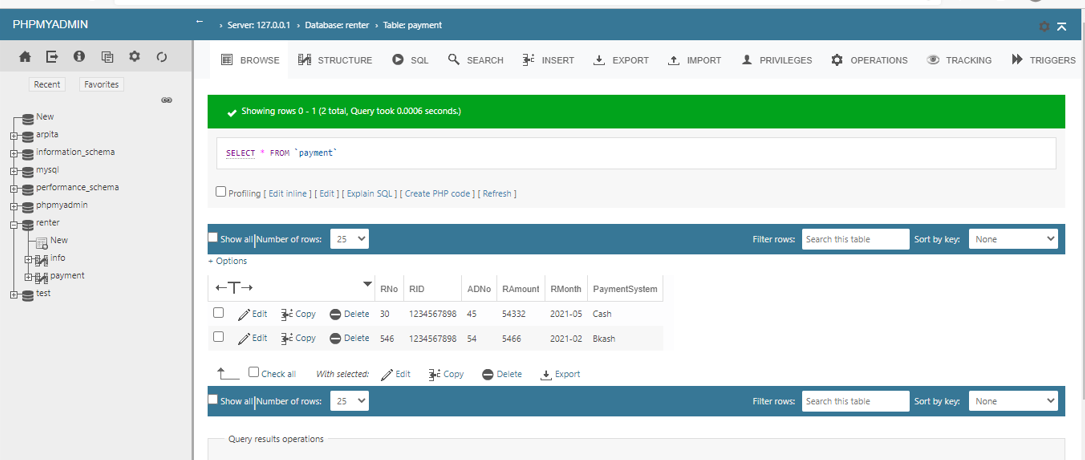 PHPMYADMIN
← › Server: 127.0.0.1 › Database: renter › Table: payment
Recent Favorites
New
arpita
information_schema
mysql
performance_schema
phpmyadmin
renter
New
info
payment
test
BROWSE STRUCTURE SQL SEARCH INSERT EXPORT IMPORT PRIVILEGES OPERATIONS TRACKING TRIGGERS
Showing rows 0 - 1 (2 total, Query took 0.0006 seconds.)
SELECT * FROM `payment`
Profiling [ Edit inline ] [ Edit ] [ Explain SQL ] [ Create PHP code ] [ Refresh ]
Show all Number of rows: 25 Filter rows: Search this table Sort by key: None
+ Options
←T→ RNo RID ADNo RAmount RMonth PaymentSystem
Edit Copy Delete 30 1234567898 45 54332 2021-05 Cash
Edit Copy Delete 546 1234567898 54 5466 2021-02 Bkash
Check all With selected: Edit Copy Delete Export
Show all Number of rows: 25 Filter rows: Search this table Sort by key: None
Query results operations